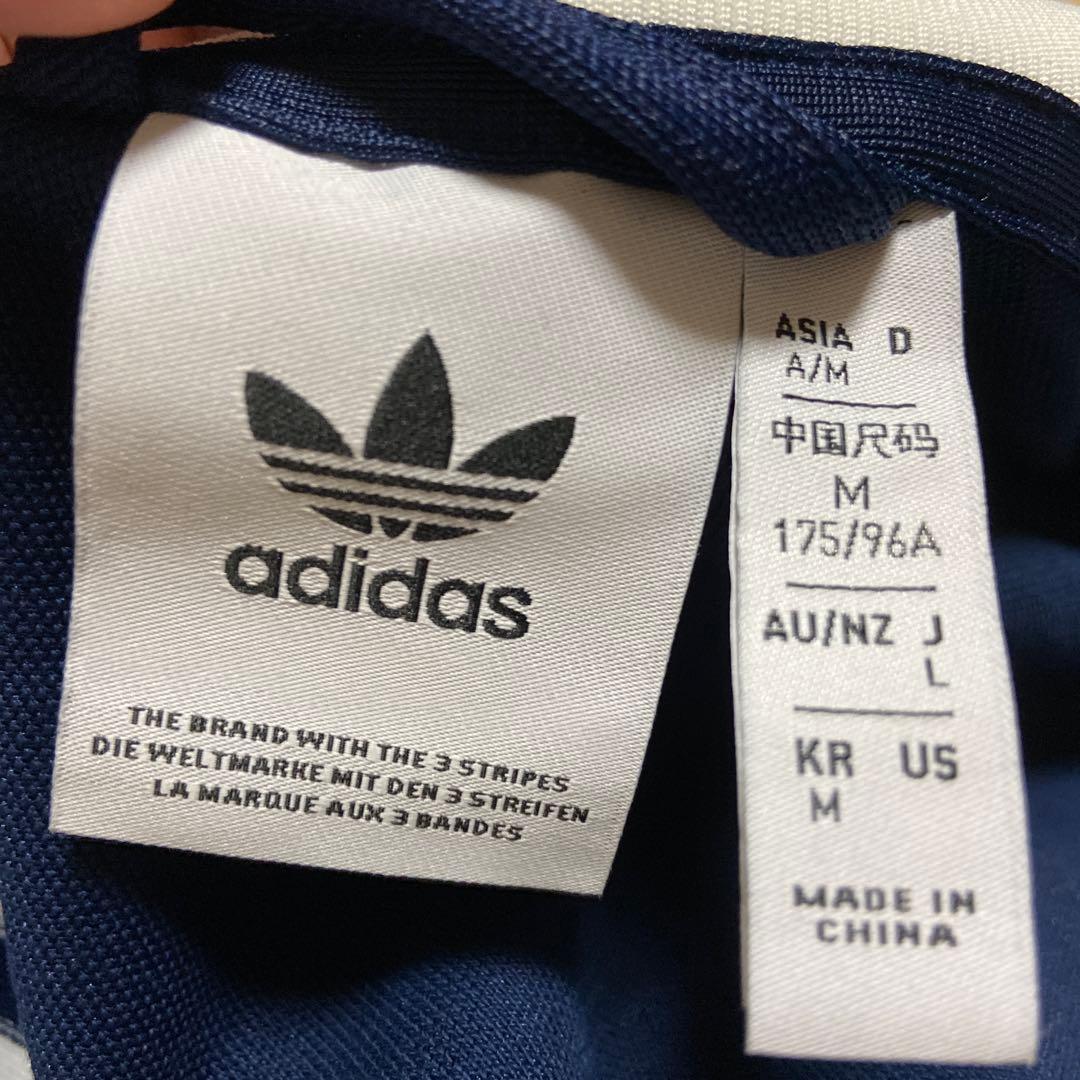 adidas
THE BRAND WITH THE 3 STRIPES
DIE WELTMARKE MIT DEN 3 STREIFEN
LA MARQUE AUX 3 BANDES
ASIA D
A/M
中国尺码
M
175/96A
AU/NZ J
L
KR US
M
MADE IN
CHINA